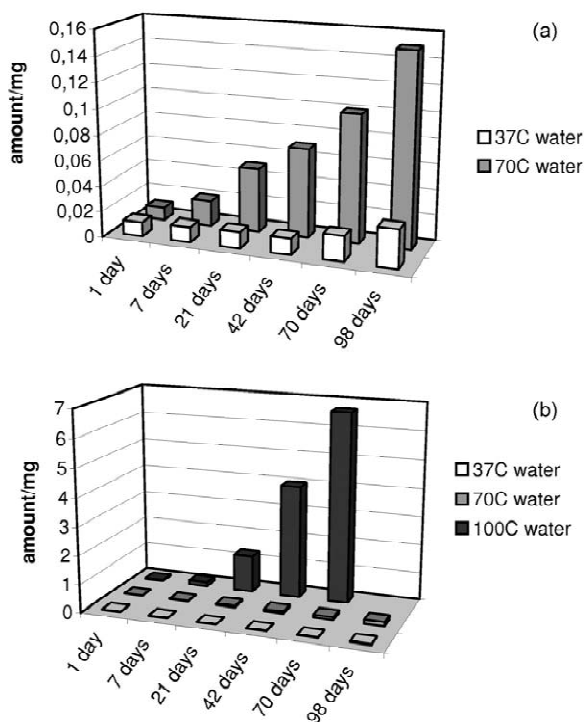 (a)
amount/mg
0,16
0,14
0,12
0,1
0,08
0,06
0,04
0,02
0
1 day
7 days
21 days
42 days
70 days
98 days
37C water
70C water
(b)
amount/mg
7
6
5
4
3
2
1
0
1 day
7 days
21 days
42 days
70 days
98 days
37C water
70C water
100C water